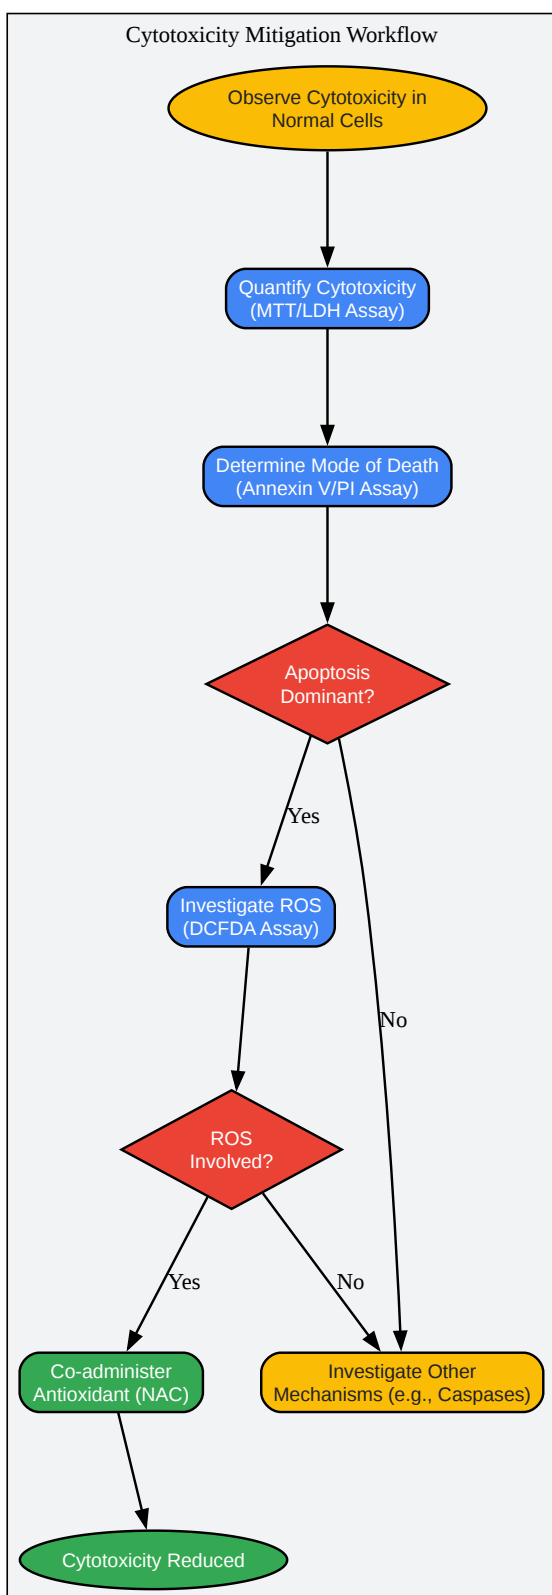 Cytotoxicity Mitigation Workflow
Observe Cytotoxicity in
Normal Cells
Quantify Cytotoxicity
(MTT/LDH Assay)
Determine Mode of Death
(Annexin V/PI Assay)
Apoptosis
Dominant?
Yes
Investigate ROS
(DCFDA Assay)
No
ROS
Involved?
Yes
No
Co-administer
Antioxidant (NAC)
Investigate Other
Mechanisms (e.g., Caspases)
Cytotoxicity Reduced